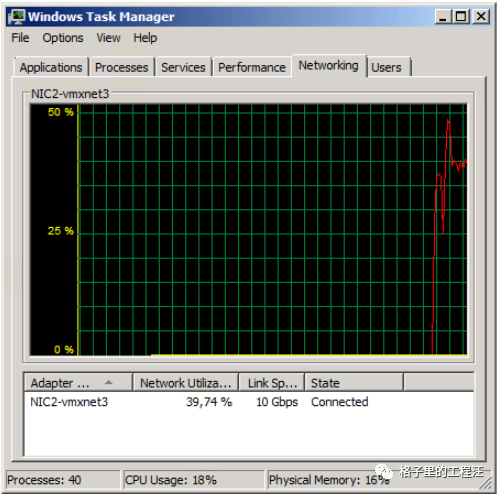 Windows Task Manager
File Options View Help
Applications Processes Services Performance Networking Users
NIC2-vmxnet3
50 %
25 %
0 %
Adapter ... Network Utiliza... Link Sp... State
NIC2-vmxnet3 39,74 % 10 Gbps Connected
Processes: 40 CPU Usage: 18% Physical Memory: 16%
格子里的工程汪